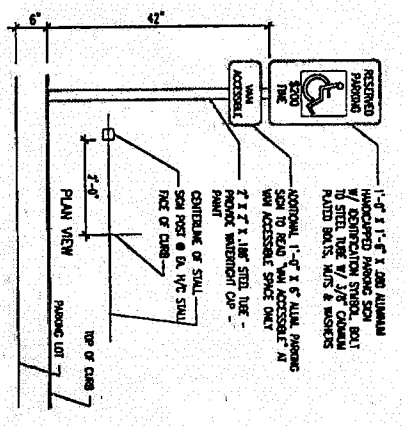 6"
42"
RESERVED
PARKING
$200
FINE
VAN
ACCESSIBLE
1'-0" X 1'-6" X .080 ALUMINUM
HANDICAPPED PARKING SIGN
W/ IDENTIFICATION SYMBOL. BOLT
TO STEEL TUBE W/ 3/8" CADMIUM
PLATED BOLTS, NUTS & WASHERS
ADDITIONAL 1'-0" X 6" ALUM. PARKING
SIGN TO READ "VAN ACCESSIBLE" AT
VAN ACCESSIBLE SPACE ONLY
2" X 2" X .188" STEEL TUBE -
PROVIDE WATERTIGHT CAP -
PAINT
CENTERLINE OF STALL
SIGN POST @ EA. H/C STALL
FACE OF CURB
2'-0"
PLAN VIEW
TOP OF CURB
PARKING LOT